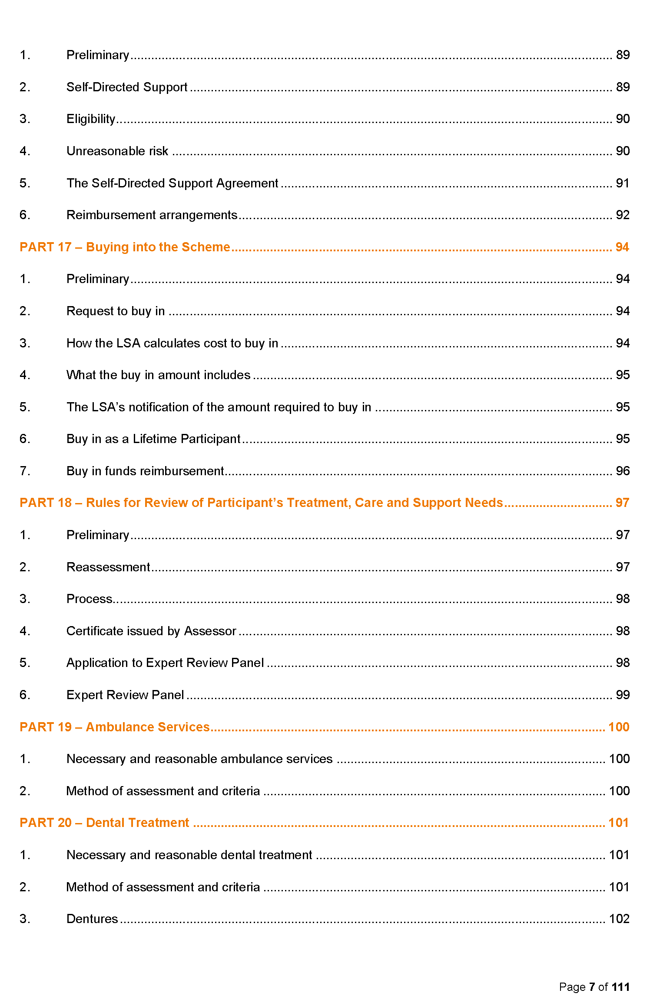 1. Preliminary 89
2. Self-Directed Support 89
3. Eligibility 90
4. Unreasonable risk 90
5. The Self-Directed Support Agreement 91
6. Reimbursement arrangements 92
PART 17 – Buying into the Scheme 94
1. Preliminary 94
2. Request to buy in 94
3. How the LSA calculates cost to buy in 94
4. What the buy in amount includes 95
5. The LSA’s notification of the amount required to buy in 95
6. Buy in as a Lifetime Participant 95
7. Buy in funds reimbursement 96
PART 18 – Rules for Review of Participant’s Treatment, Care and Support Needs 97
1. Preliminary 97
2. Reassessment 97
3. Process 98
4. Certificate issued by Assessor 98
5. Application to Expert Review Panel 98
6. Expert Review Panel 99
PART 19 – Ambulance Services 100
1. Necessary and reasonable ambulance services 100
2. Method of assessment and criteria 100
PART 20 – Dental Treatment 101
1. Necessary and reasonable dental treatment 101
2. Method of assessment and criteria 101
3. Dentures 102
Page 7 of 111